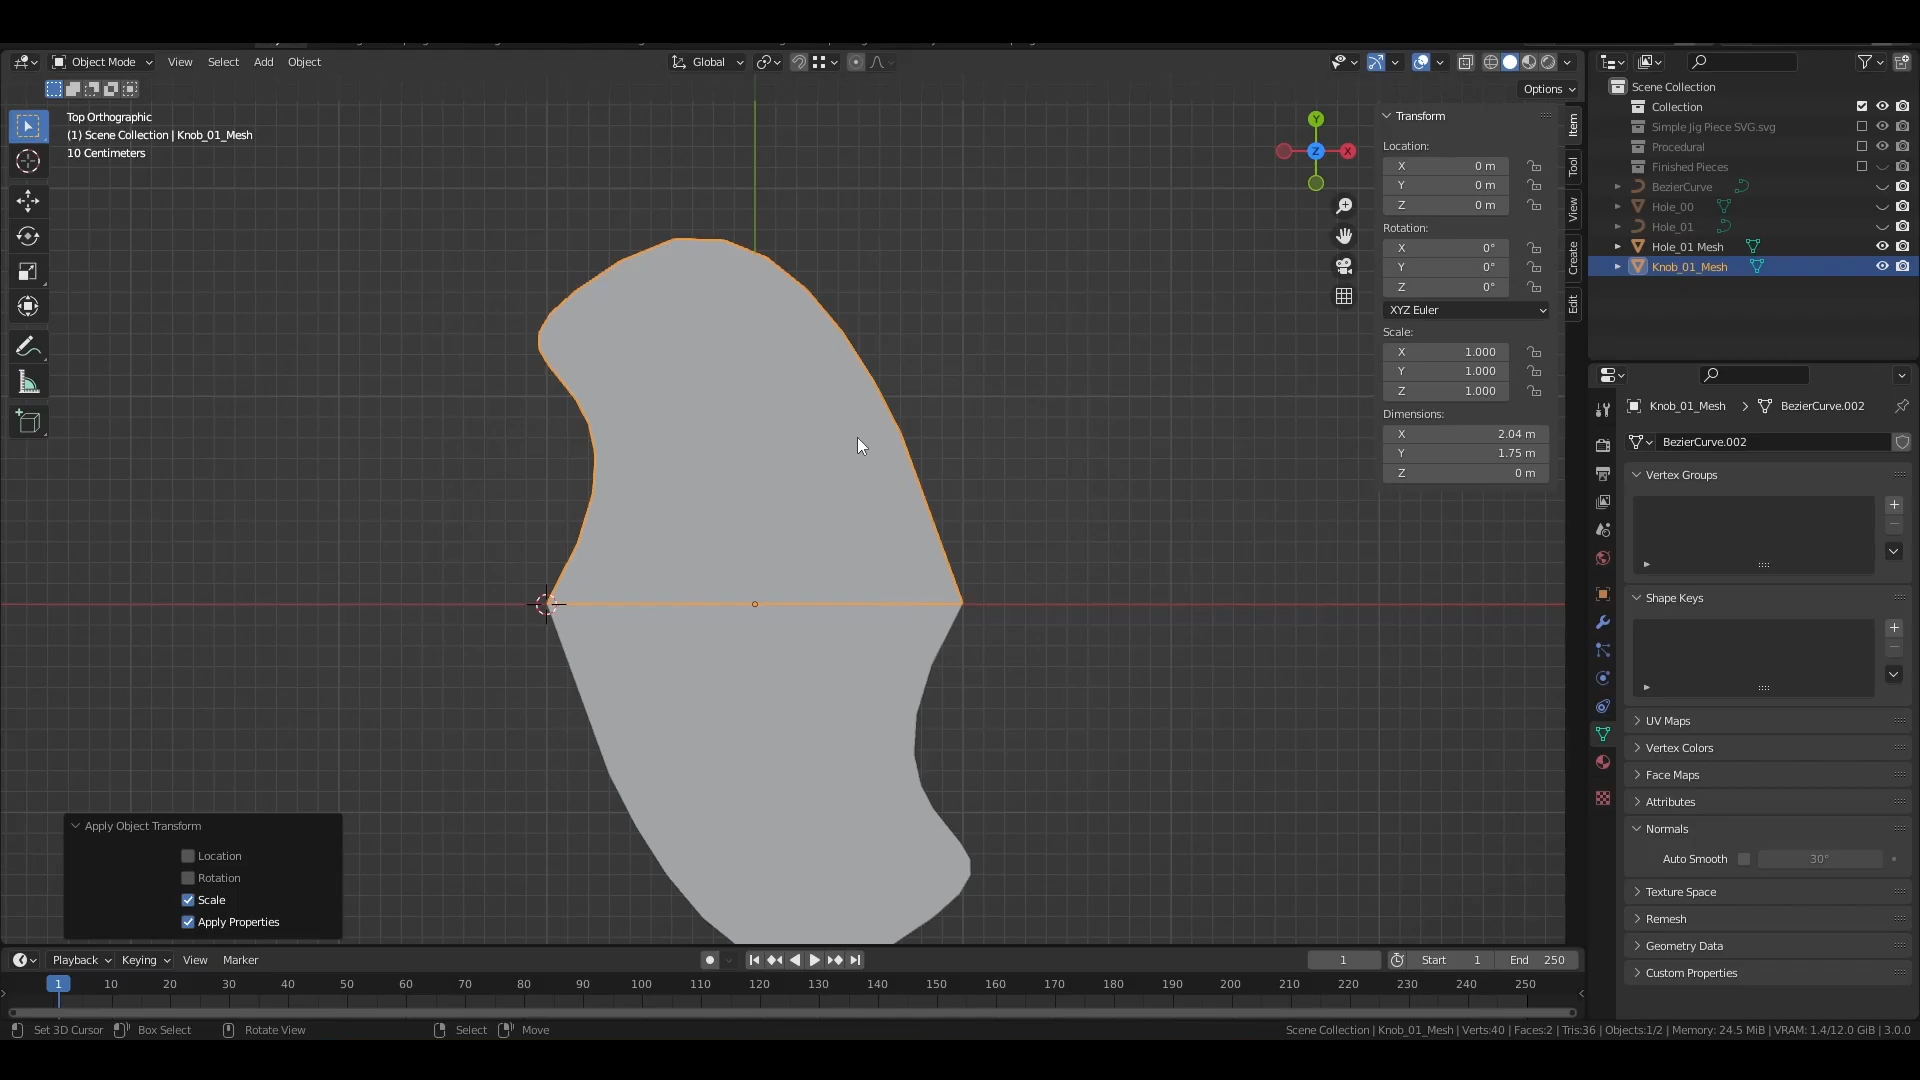 Object Mode View Select Add Object Global
Options
Top Orthographic
(1) Scene Collection | Knob_01_Mesh
10 Centimeters
Y
X
Z
Transform
Location:
X 0 m
Y 0 m
Z 0 m
Rotation:
X 0°
Y 0°
Z 0°
XYZ Euler
Scale:
X 1.000
Y 1.000
Z 1.000
Dimensions:
X 2.04 m
Y 1.75 m
Z 0 m
Item
Tool
View
Create
Edit
Scene Collection
Collection
Simple Jig Piece SVG.svg
Procedural
Finished Pieces
BezierCurve
Hole_00
Hole_01
Hole_01 Mesh
Knob_01_Mesh
Knob_01_Mesh > BezierCurve.002
BezierCurve.002
Vertex Groups
Shape Keys
UV Maps
Vertex Colors
Face Maps
Attributes
Normals
Auto Smooth 30°
Texture Space
Remesh
Geometry Data
Custom Properties
Apply Object Transform
Location
Rotation
Scale
Apply Properties
Playback Keying View Marker 1 Start 1 End 250
1 10 20 30 40 50 60 70 80 90 100 110 120 130 140 150 160 170 180 190 200 210 220 230 240 250
Set 3D Cursor Box Select Rotate View Select Move Scene Collection | Knob_01_Mesh | Verts:40 | Faces:2 | Tris:36 | Objects:1/2 | Memory: 24.5 MiB | VRAM: 1.4/12.0 GiB | 3.0.0